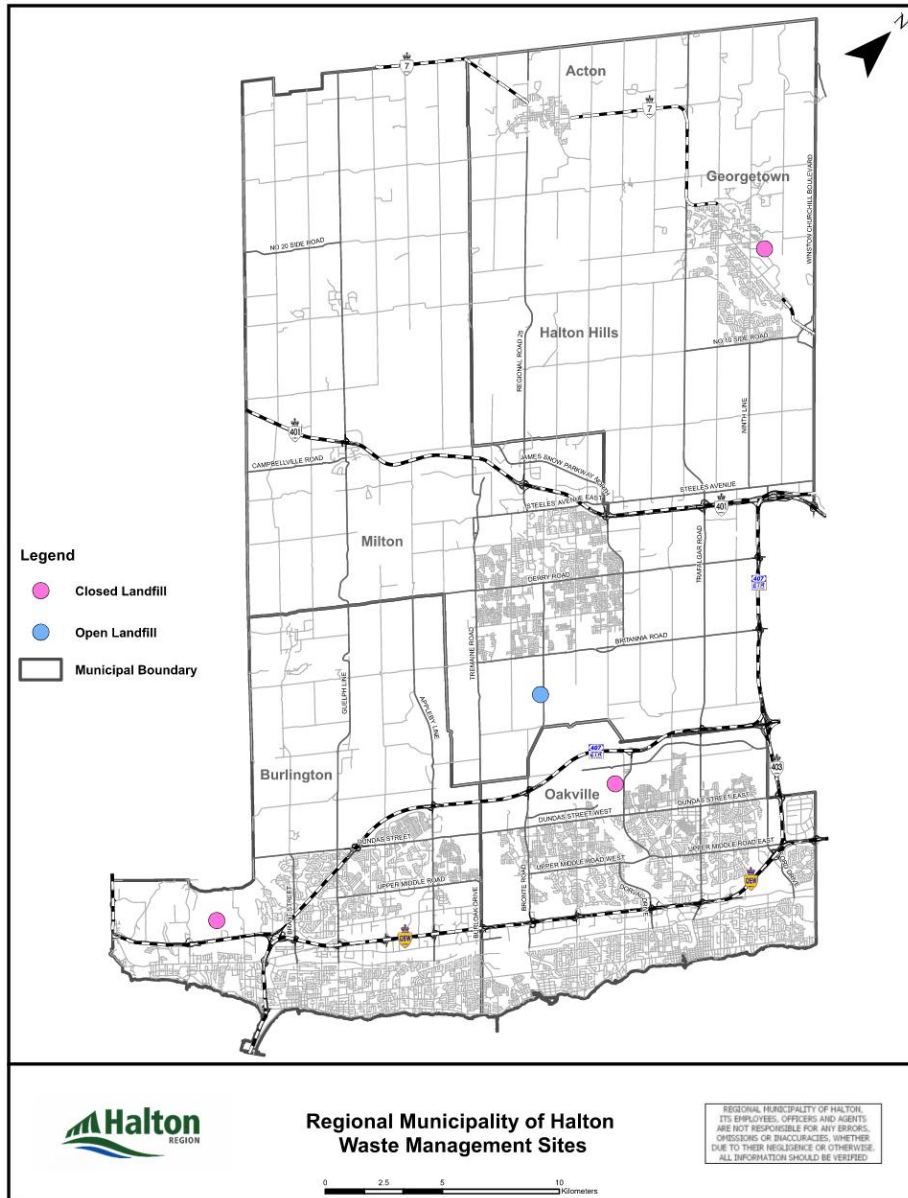 N
7
Acton
7
Georgetown
WINSTON CHURCHILL BOULEVARD
NO 20 SIDE ROAD
Halton Hills
REGIONAL ROAD 25
NO 10 SIDE ROAD
NINTH LINE
401
CAMPBELLVILLE ROAD
JAMES SNOW PARKWAY NORTH
STEELES AVENUE
STEELES AVENUE EAST
401
Milton
TRAFALGAR ROAD
DERRY ROAD
407
ETR
BRITANNIA ROAD
TREMAINE ROAD
GUELPH LINE
APPLEBY LINE
Legend
Closed Landfill
Open Landfill
Municipal Boundary
407
ETR
403
Burlington
Oakville
DUNDAS STREET EAST
DUNDAS STREET WEST
DUNDAS STREET
UPPER MIDDLE ROAD EAST
UPPER MIDDLE ROAD WEST
UPPER MIDDLE ROAD
BRONTE ROAD
DRIVE
QEW
QEW
Halton
REGION
Regional Municipality of Halton
Waste Management Sites
REGIONAL MUNICIPALITY OF HALTON,
ITS EMPLOYEES, OFFICERS AND AGENTS
ARE NOT RESPONSIBLE FOR ANY ERRORS,
OMISSIONS OR INACCURACIES, WHETHER
DUE TO THEIR NEGLIGENCE OR OTHERWISE.
ALL INFORMATION SHOULD BE VERIFIED
0 2.5 5 10
Kilometers